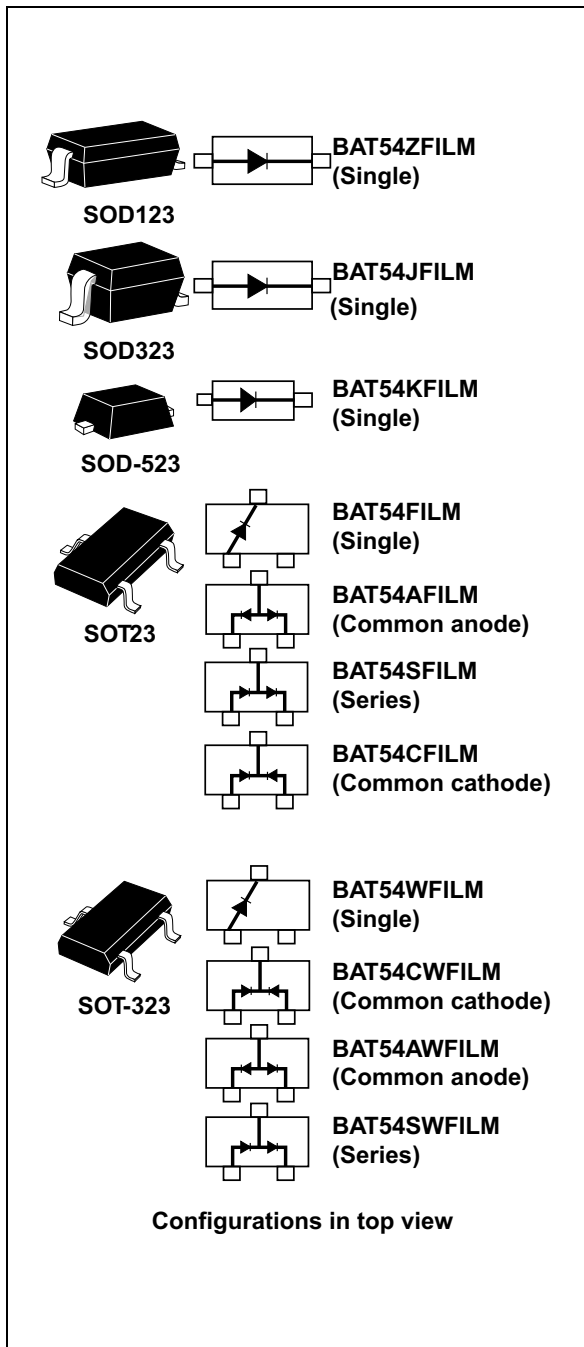 BAT54ZFILM
(Single)
SOD123
BAT54JFILM
(Single)
SOD323
BAT54KFILM
(Single)
SOD-523
BAT54FILM
(Single)
BAT54AFILM
(Common anode)
SOT23
BAT54SFILM
(Series)
BAT54CFILM
(Common cathode)
BAT54WFILM
(Single)
BAT54CWFILM
(Common cathode)
SOT-323
BAT54AWFILM
(Common anode)
BAT54SWFILM
(Series)
Configurations in top view